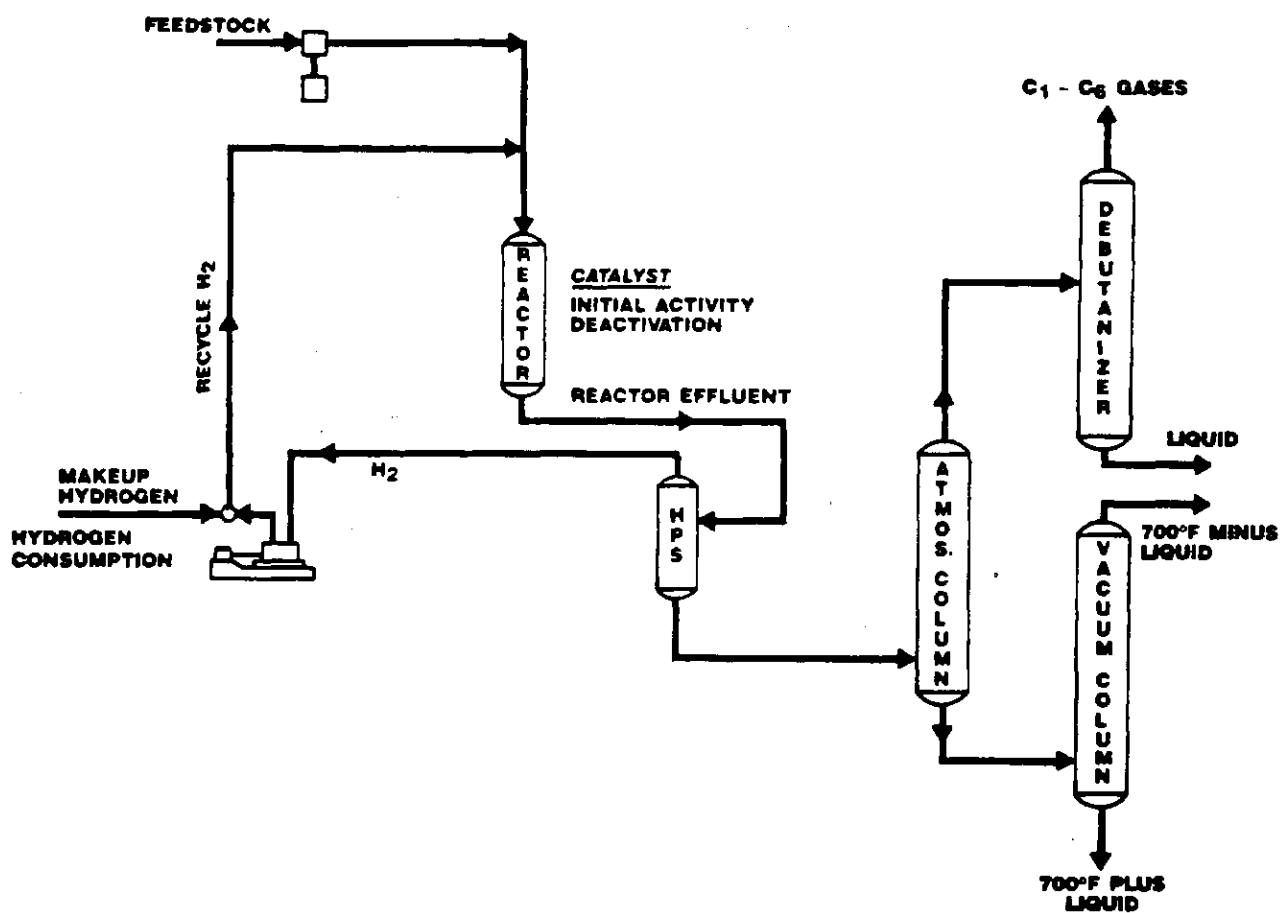 FEEDSTOCK
C1 - C6 GASES
DEBUTANIZER
RECYCLE H2
REACTOR
CATALYST
INITIAL ACTIVITY
DEACTIVATION
REACTOR EFFLUENT
LIQUID
H2
MAKEUP
HYDROGEN
HYDROGEN
CONSUMPTION
HPS
ATMOS. COLUMN
700°F MINUS
LIQUID
VACUUM COLUMN
700°F PLUS
LIQUID